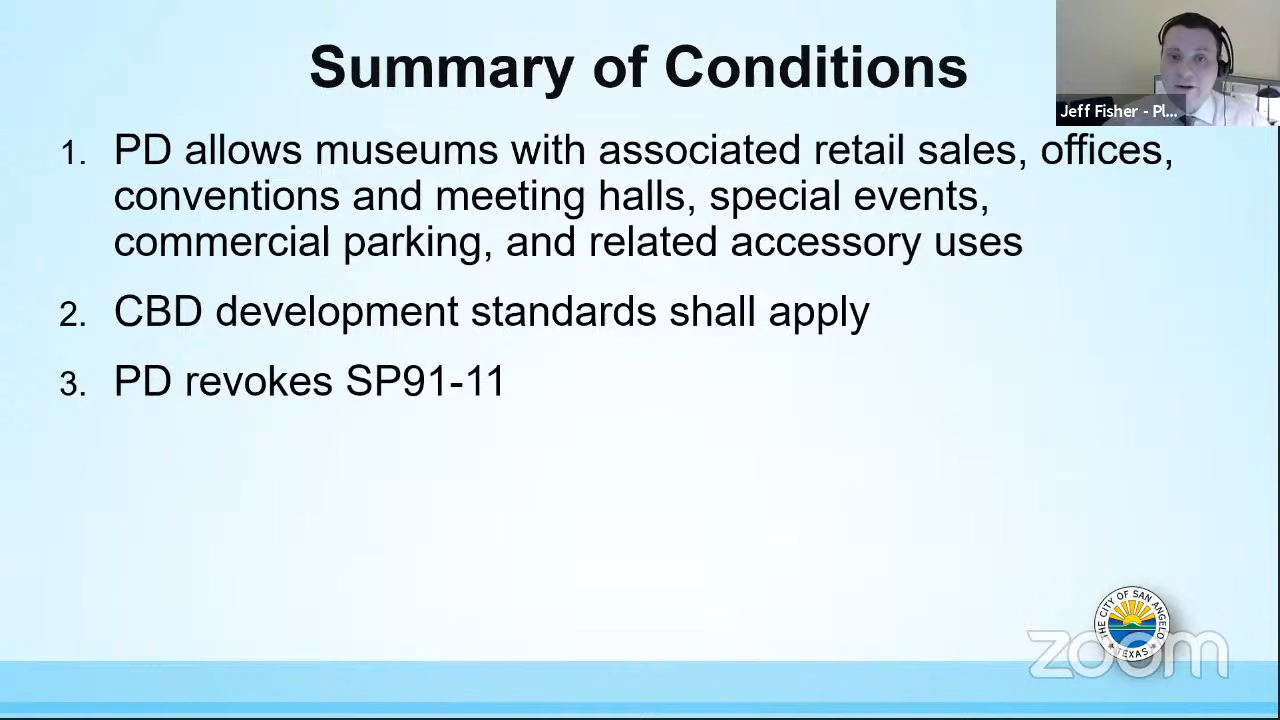 Summary of Conditions
Jeff Fisher - Pl...
1. PD allows museums with associated retail sales, offices,
conventions and meeting halls, special events,
commercial parking, and related accessory uses
2. CBD development standards shall apply
3. PD revokes SP91-11
THE CITY OF SAN ANGELO
TEXAS
zoom